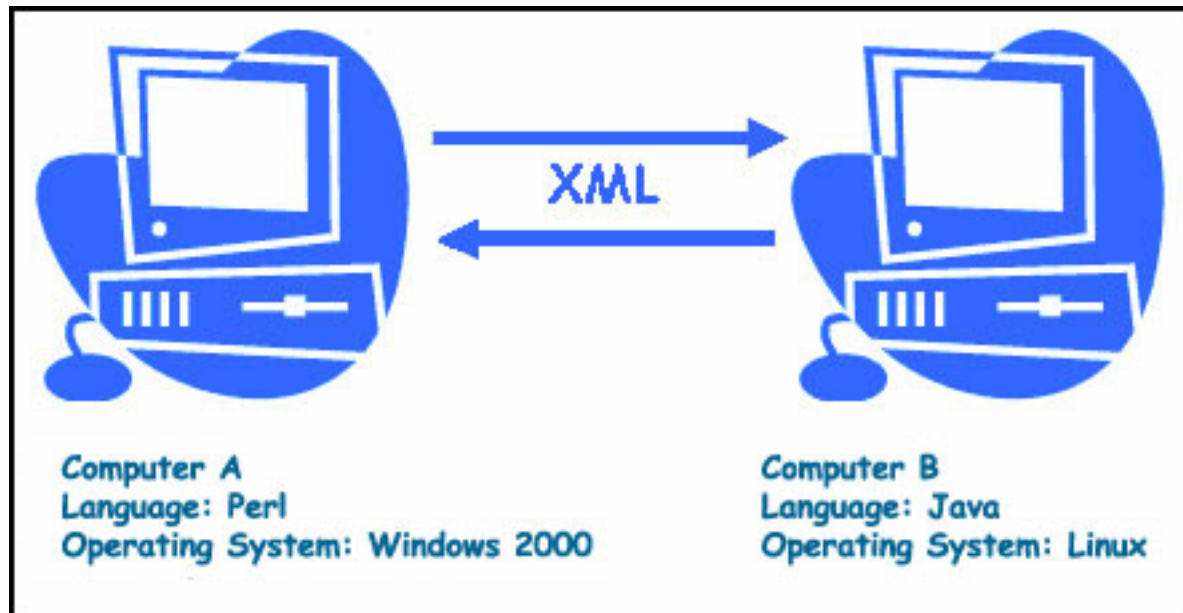 XML
Computer A
Language: Perl
Operating System: Windows 2000
Computer B
Language: Java
Operating System: Linux